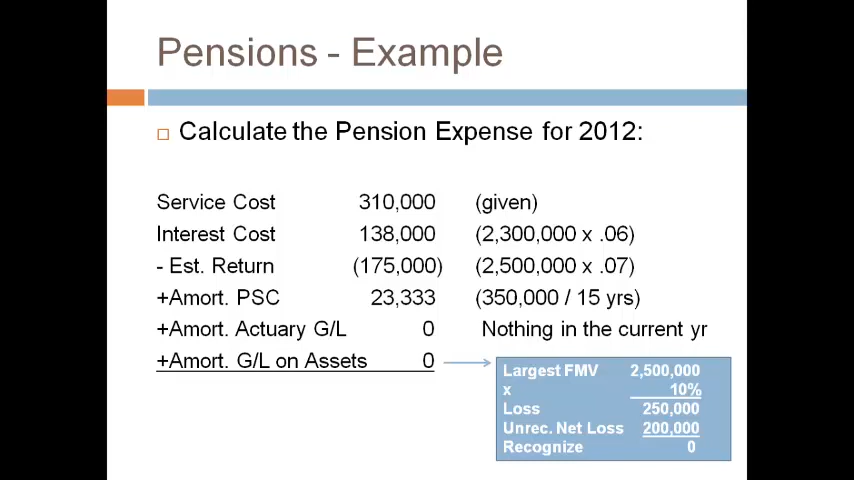 Pensions - Example
Calculate the Pension Expense for 2012:
Service Cost 310,000 (given)
Interest Cost 138,000 (2,300,000 x .06)
- Est. Return (175,000) (2,500,000 x .07)
+Amort. PSC 23,333 (350,000 / 15 yrs)
+Amort. Actuary G/L 0 Nothing in the current yr
+Amort. G/L on Assets 0
Largest FMV 2,500,000
x 10%
Loss 250,000
Unrec. Net Loss 200,000
Recognize 0